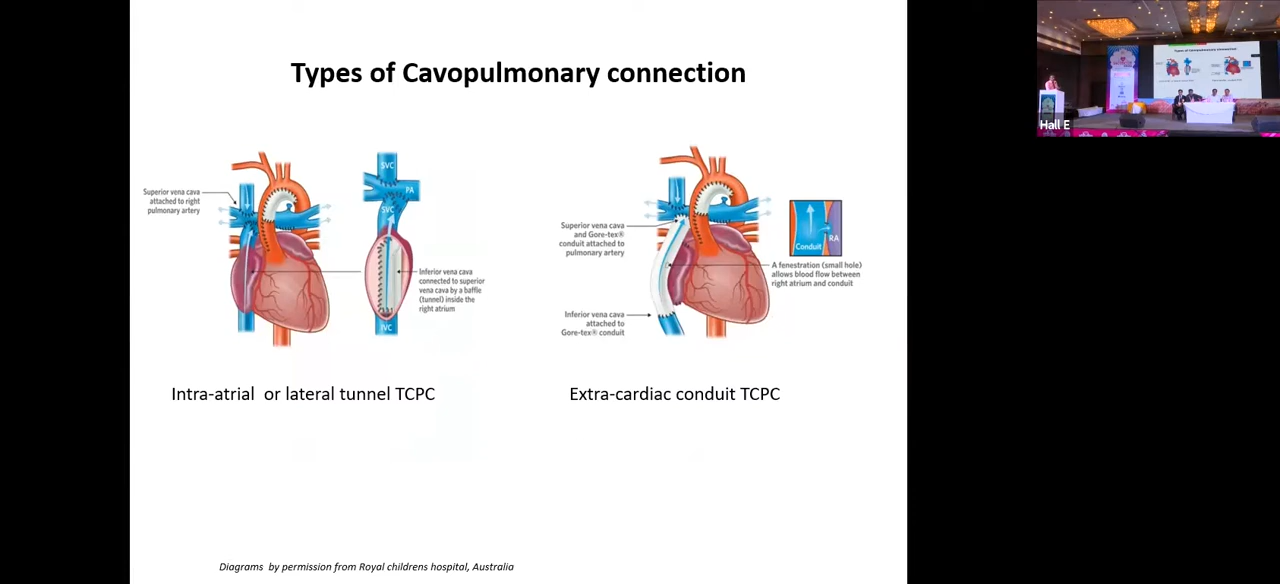 Types of Cavopulmonary connection
Hall E
Superior vena cava
attached to right
pulmonary artery
SVC
PA
SVC
Inferior vena cava
connected to superior
vena cava by a baffle
(tunnel) inside the
right atrium
IVC
Superior vena cava
and Gore-tex®
conduit attached to
pulmonary artery
Conduit
RA
A fenestration (small hole)
allows blood flow between
right atrium and conduit
Inferior vena cava
attached to
Gore-tex® conduit
Intra-atrial or lateral tunnel TCPC
Extra-cardiac conduit TCPC
Diagrams by permission from Royal childrens hospital, Australia